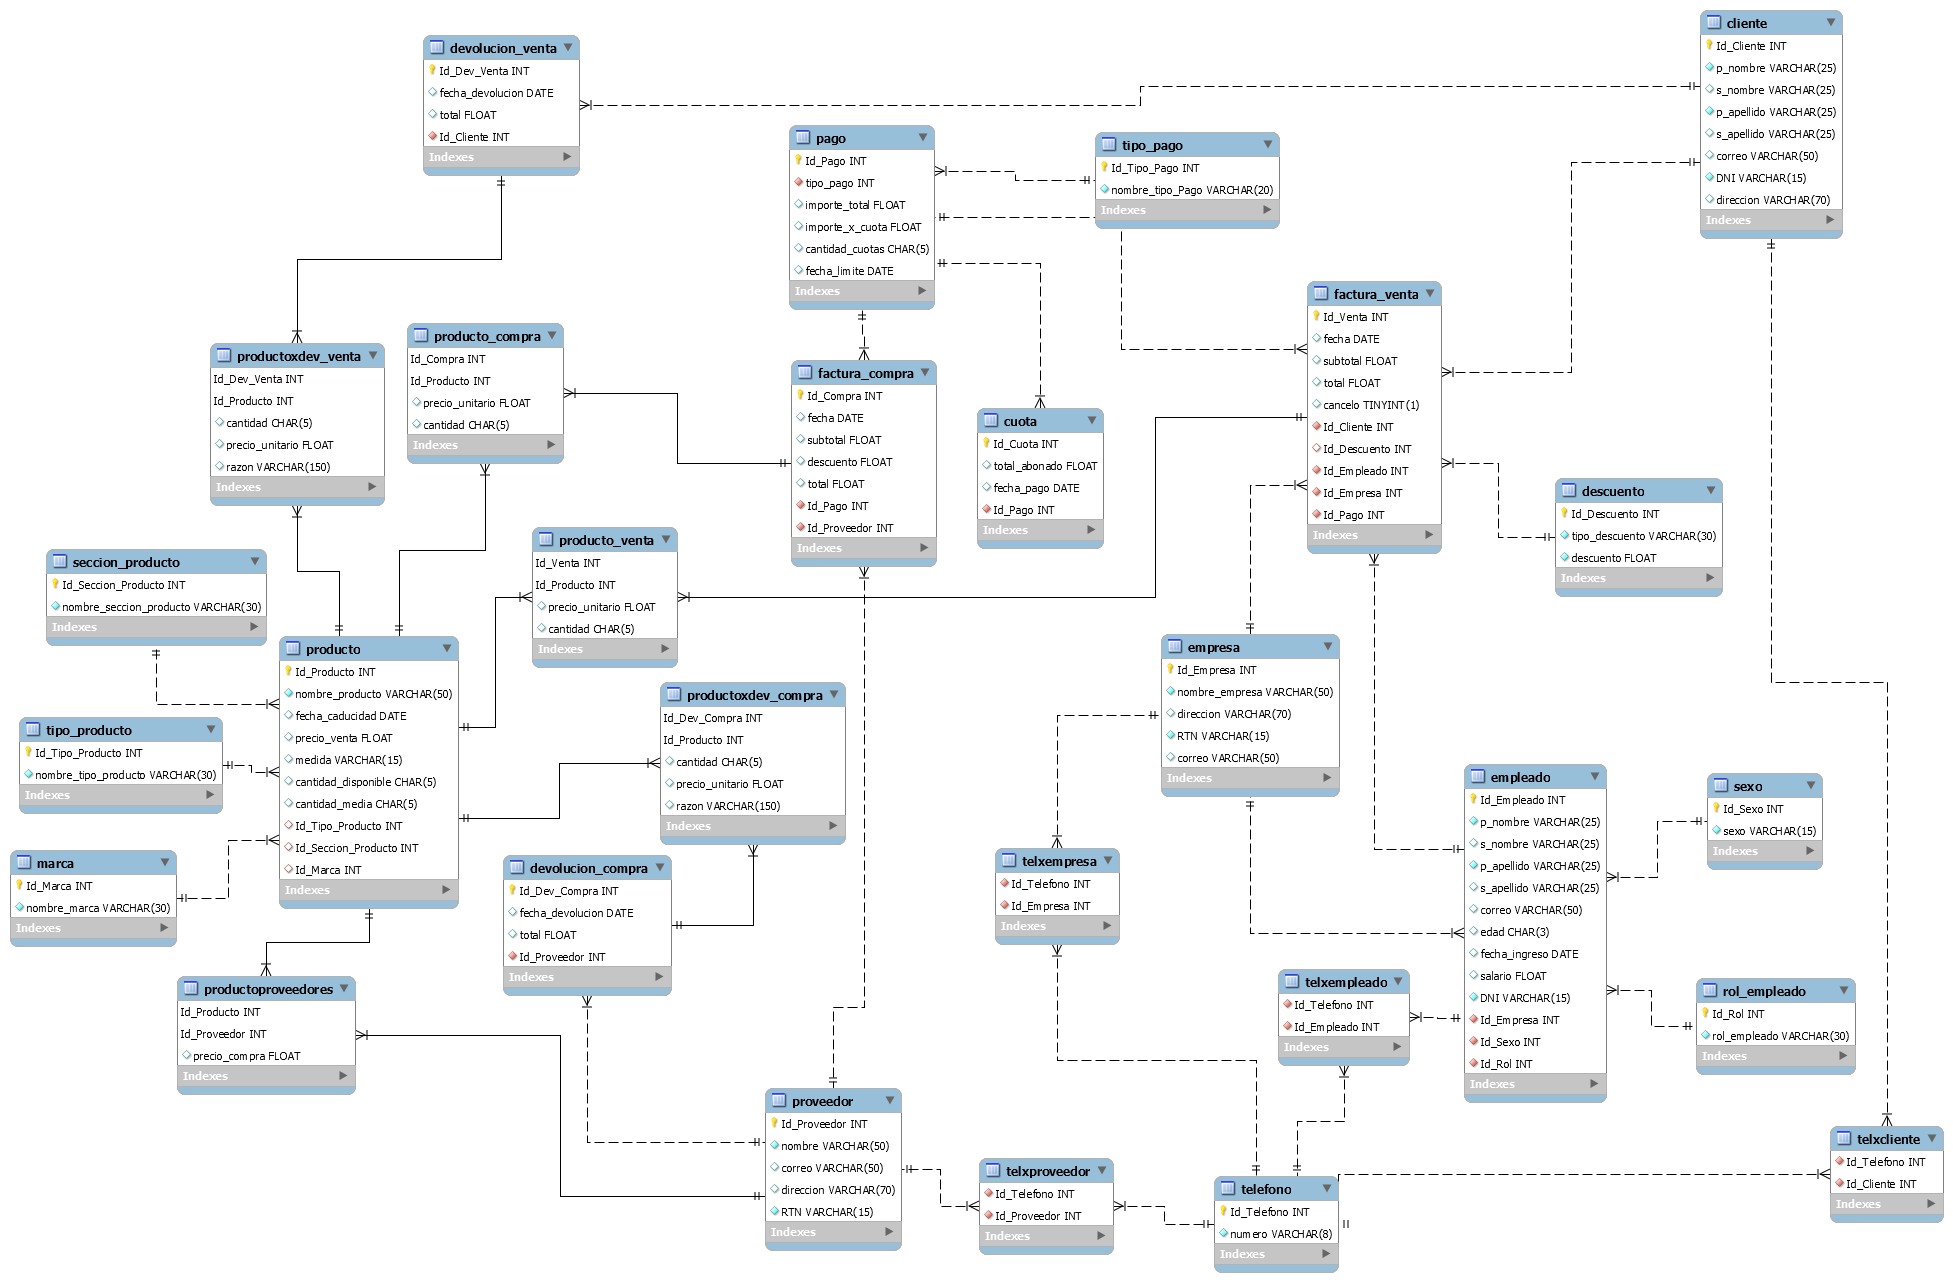 devolucion_venta
Id_Dev_Venta INT
fecha_devolucion DATE
total FLOAT
Id_Cliente INT
Indexes
cliente
Id_Cliente INT
p_nombre VARCHAR(25)
s_nombre VARCHAR(25)
p_apellido VARCHAR(25)
s_apellido VARCHAR(25)
correo VARCHAR(50)
DNI VARCHAR(15)
direccion VARCHAR(70)
Indexes
pago
Id_Pago INT
tipo_pago INT
importe_total FLOAT
importe_x_cuota FLOAT
cantidad_cuotas CHAR(5)
fecha_limite DATE
Indexes
tipo_pago
Id_Tipo_Pago INT
nombre_tipo_Pago VARCHAR(20)
Indexes
factura_venta
Id_Venta INT
fecha DATE
subtotal FLOAT
total FLOAT
cancelo TINYINT(1)
Id_Cliente INT
Id_Descuento INT
Id_Empleado INT
Id_Empresa INT
Id_Pago INT
Indexes
productoxdev_venta
Id_Dev_Venta INT
Id_Producto INT
cantidad CHAR(5)
precio_unitario FLOAT
razon VARCHAR(150)
Indexes
producto_compra
Id_Compra INT
Id_Producto INT
precio_unitario FLOAT
cantidad CHAR(5)
Indexes
factura_compra
Id_Compra INT
fecha DATE
subtotal FLOAT
descuento FLOAT
total FLOAT
Id_Pago INT
Id_Proveedor INT
Indexes
cuota
Id_Cuota INT
total_abonado FLOAT
fecha_pago DATE
Id_Pago INT
Indexes
descuento
Id_Descuento INT
tipo_descuento VARCHAR(30)
descuento FLOAT
Indexes
seccion_producto
Id_Seccion_Producto INT
nombre_seccion_producto VARCHAR(30)
Indexes
producto_venta
Id_Venta INT
Id_Producto INT
precio_unitario FLOAT
cantidad CHAR(5)
Indexes
producto
Id_Producto INT
nombre_producto VARCHAR(50)
fecha_caducidad DATE
precio_venta FLOAT
medida VARCHAR(15)
cantidad_disponible CHAR(5)
cantidad_media CHAR(5)
Id_Tipo_Producto INT
Id_Seccion_Producto INT
Id_Marca INT
Indexes
empresa
Id_Empresa INT
nombre_empresa VARCHAR(50)
direccion VARCHAR(70)
RTN VARCHAR(15)
correo VARCHAR(50)
Indexes
productoxdev_compra
Id_Dev_Compra INT
Id_Producto INT
cantidad CHAR(5)
precio_unitario FLOAT
razon VARCHAR(150)
Indexes
tipo_producto
Id_Tipo_Producto INT
nombre_tipo_producto VARCHAR(30)
Indexes
empleado
Id_Empleado INT
p_nombre VARCHAR(25)
s_nombre VARCHAR(25)
p_apellido VARCHAR(25)
s_apellido VARCHAR(25)
correo VARCHAR(50)
edad CHAR(3)
fecha_ingreso DATE
salario FLOAT
DNI VARCHAR(15)
Id_Empresa INT
Id_Sexo INT
Id_Rol INT
Indexes
sexo
Id_Sexo INT
sexo VARCHAR(15)
Indexes
marca
Id_Marca INT
nombre_marca VARCHAR(30)
Indexes
devolucion_compra
Id_Dev_Compra INT
fecha_devolucion DATE
total FLOAT
Id_Proveedor INT
Indexes
telxempresa
Id_Telefono INT
Id_Empresa INT
Indexes
productoproveedores
Id_Producto INT
Id_Proveedor INT
precio_compra FLOAT
Indexes
telxempleado
Id_Telefono INT
Id_Empleado INT
Indexes
rol_empleado
Id_Rol INT
rol_empleado VARCHAR(30)
Indexes
proveedor
Id_Proveedor INT
nombre VARCHAR(50)
correo VARCHAR(50)
direccion VARCHAR(70)
RTN VARCHAR(15)
Indexes
telxproveedor
Id_Telefono INT
Id_Proveedor INT
Indexes
telefono
Id_Telefono INT
numero VARCHAR(8)
Indexes
telxcliente
Id_Telefono INT
Id_Cliente INT
Indexes